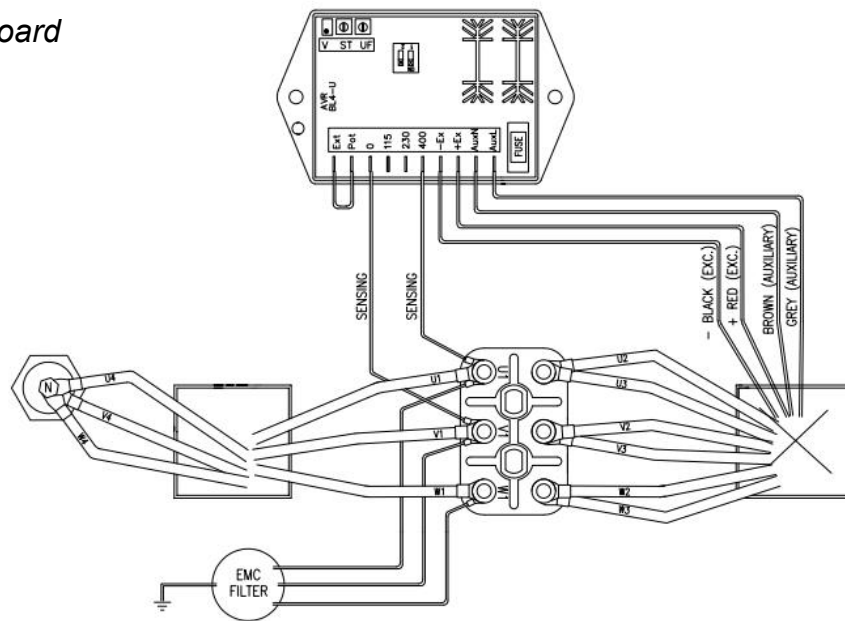 oard
V ST UF
AVR
BL4-U
Ext
Pot
0
115
230
400
-Ex
+Ex
AuxN
AuxL
FUSE
SENSING
SENSING
- BLACK (EXC.)
+ RED (EXC.)
BROWN (AUXILIARY)
GREY (AUXILIARY)
N
U4
V4
W4
U1
V1
W1
U2
U3
V2
V3
W2
W3
EMC
FILTER